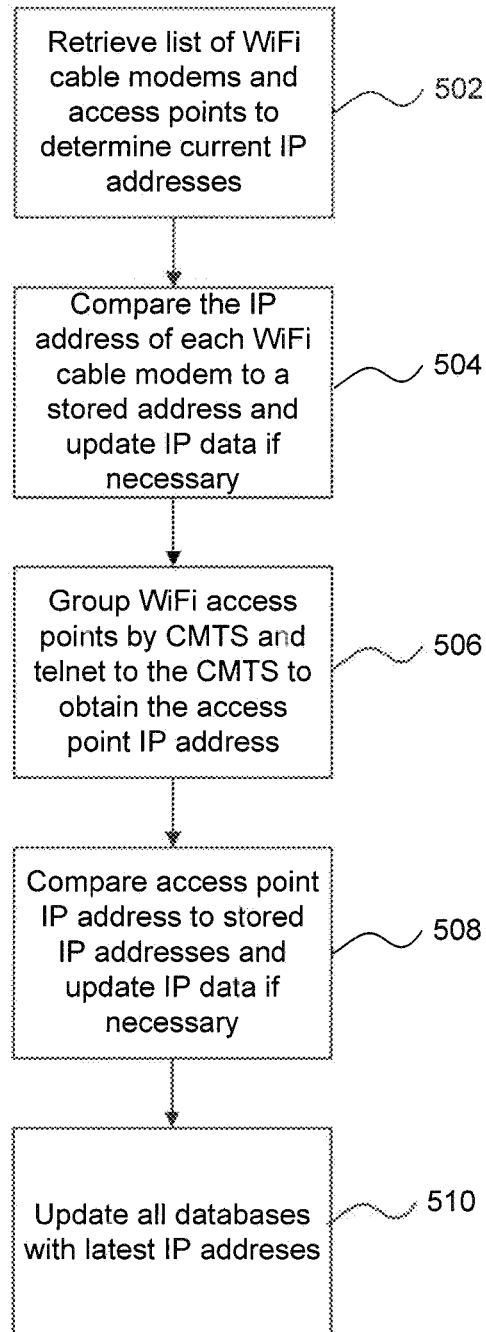 Retrieve list of WiFi
cable modems and
access points to
determine current IP
addresses
502
Compare the IP
address of each WiFi
cable modem to a
stored address and
update IP data if
necessary
504
Group WiFi access
points by CMTS and
telnet to the CMTS to
obtain the access
point IP address
506
Compare access point
IP address to stored
IP addresses and
update IP data if
necessary
508
Update all databases
with latest IP addreses
510